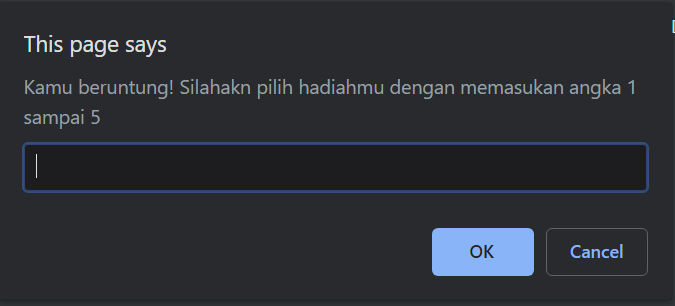 This page says
Kamu beruntung! Silahakn pilih hadiahmu dengan memasukan angka 1
sampai 5
OK
Cancel